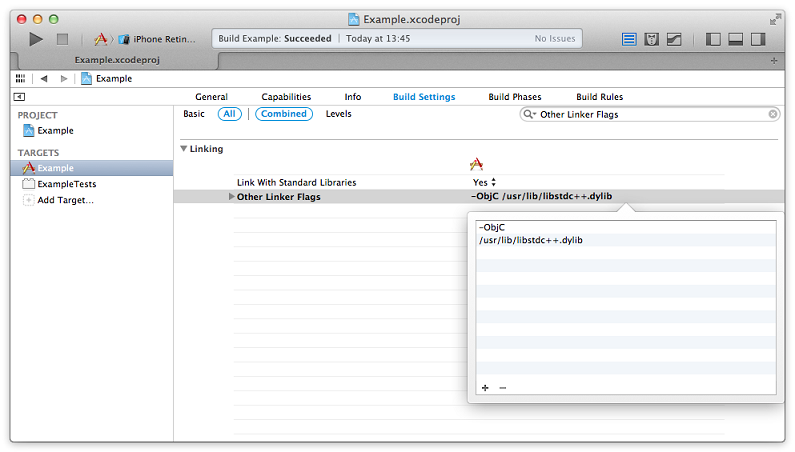 Example.xcodeproj
iPhone Retin...
Build Example: Succeeded | Today at 13:45 No Issues
Example.xcodeproj
Example
General Capabilities Info Build Settings Build Phases Build Rules
Basic All Combined Levels Other Linker Flags
PROJECT
Example
TARGETS
Example
ExampleTests
Add Target...
Linking
Link With Standard Libraries Yes
Other Linker Flags -ObjC /usr/lib/libstdc++.dylib
-ObjC
/usr/lib/libstdc++.dylib